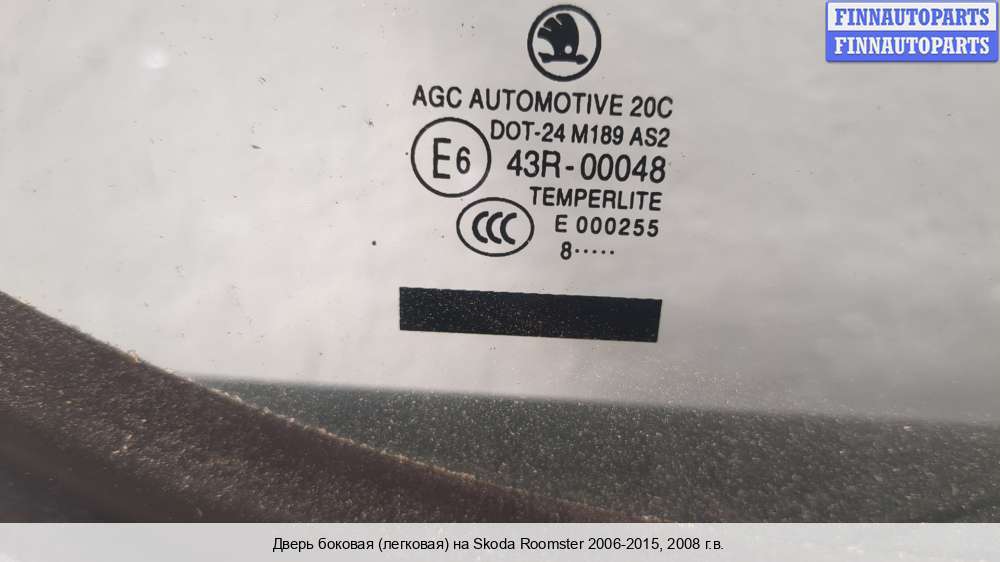 FINNAUTOPARTS
FINNAUTOPARTS
AGC AUTOMOTIVE 20C
DOT-24 M189 AS2
E6 43R-00048
TEMPERLITE
CCC E 000255
8·····
Дверь боковая (легковая) на Skoda Roomster 2006-2015, 2008 г.в.